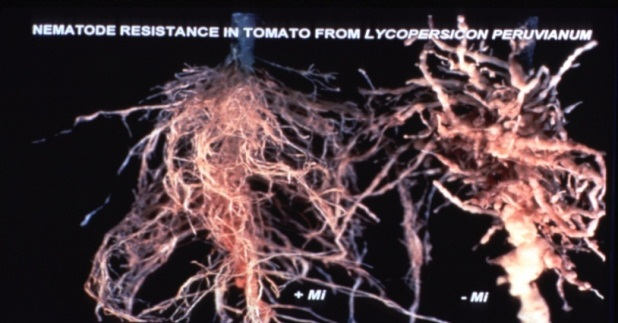 NEMATODE RESISTANCE IN TOMATO FROM LYCOPERSICON PERUVIANUM
+ Mi
- Mi